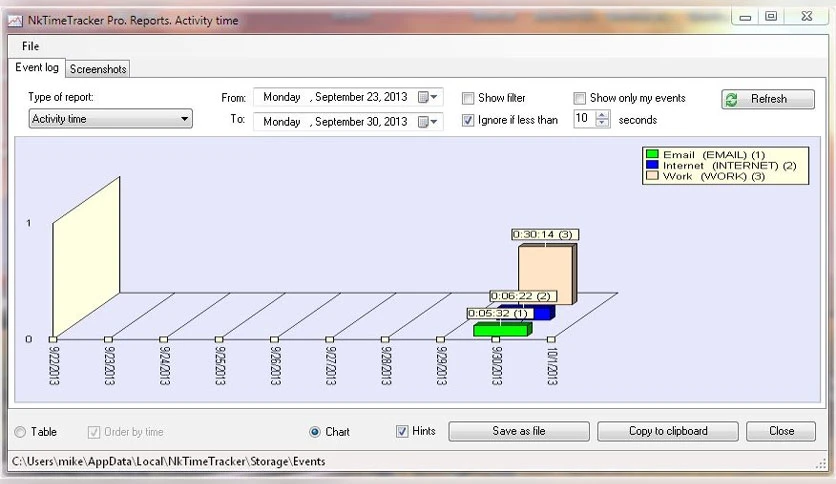 NkTimeTracker Pro. Reports. Activity time
File
Event log Screenshots
Type of report: From: Monday , September 23, 2013 Show filter Show only my events Refresh
Activity time To: Monday , September 30, 2013 Ignore if less than 10 seconds
Email (EMAIL) (1)
Internet (INTERNET) (2)
Work (WORK) (3)
1
0:30:14 (3)
0:06:22 (2)
0:05:32 (1)
0
9/22/2013 9/23/2013 9/24/2013 9/25/2013 9/26/2013 9/27/2013 9/28/2013 9/29/2013 9/30/2013 10/1/2013
Table Order by time Chart Hints Save as file Copy to clipboard Close
C:\Users\mike\AppData\Local\NkTimeTracker\Storage\Events